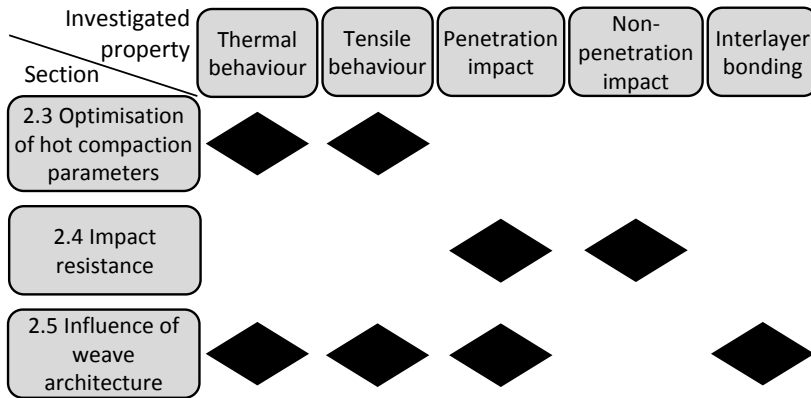 Investigated
property
Section
Thermal
behaviour
Tensile
behaviour
Penetration
impact
Non-
penetration
impact
Interlayer
bonding
2.3 Optimisation
of hot compaction
parameters
2.4 Impact
resistance
2.5 Influence of
weave
architecture